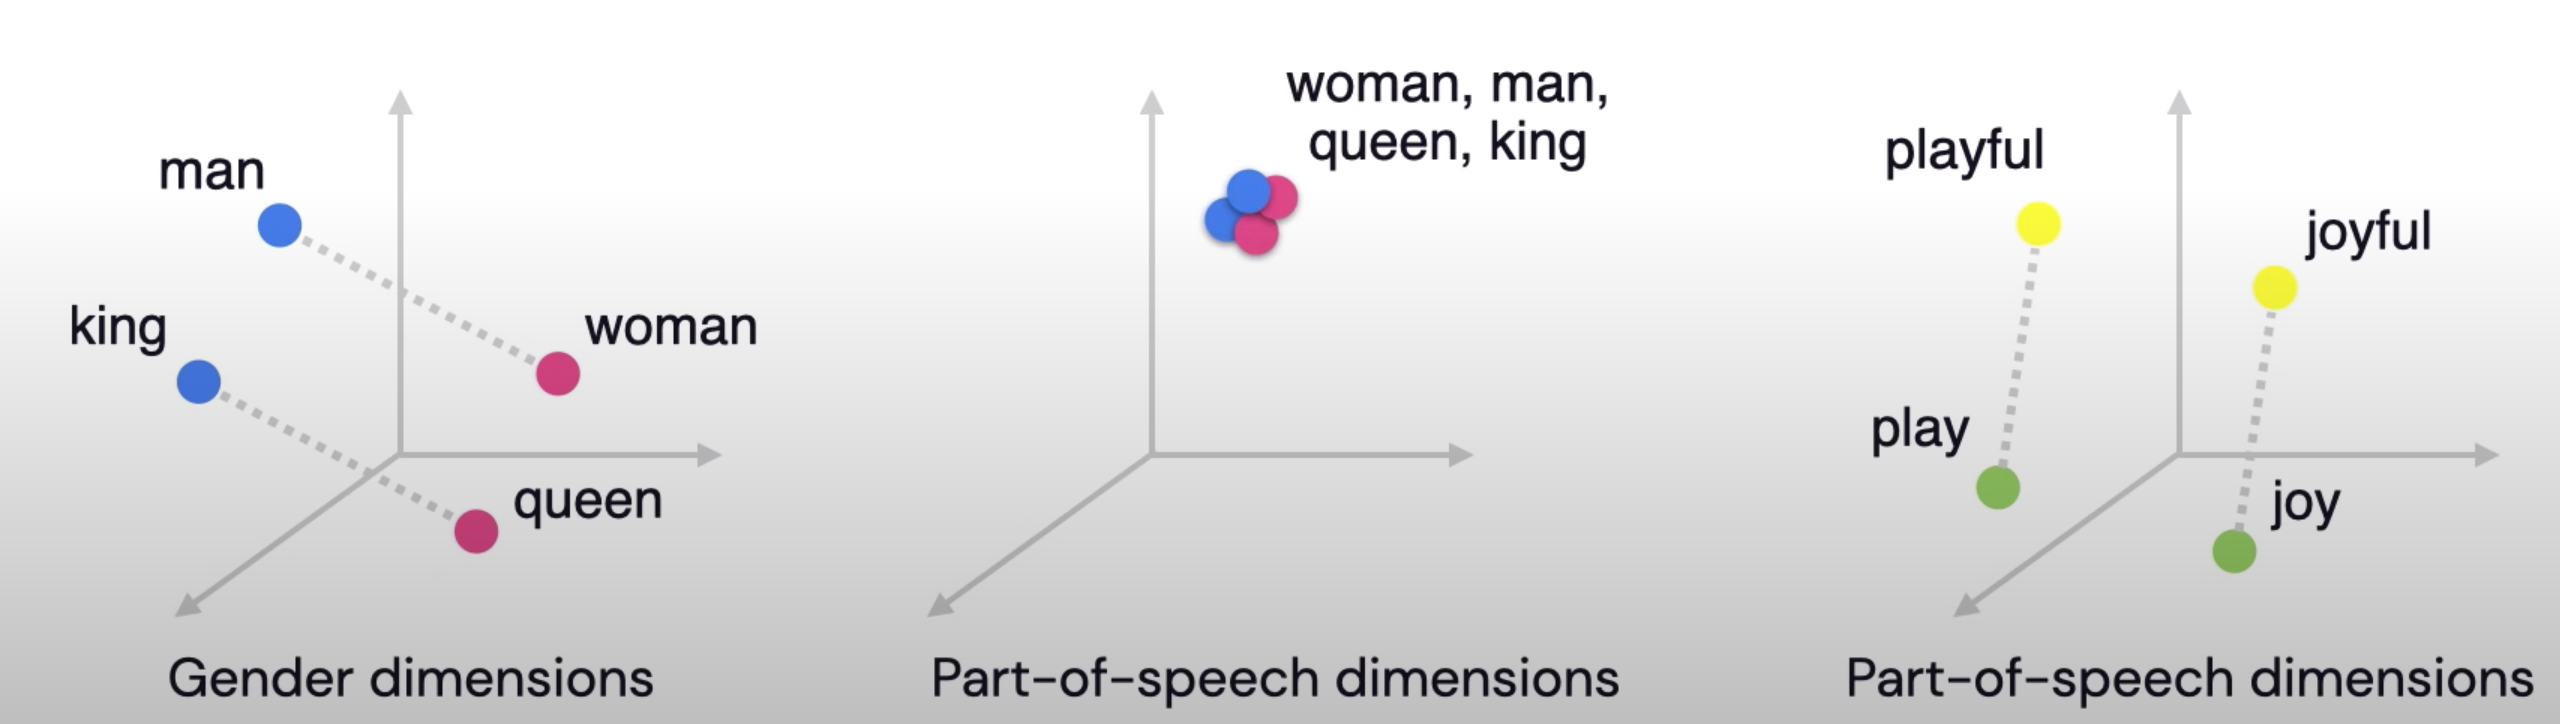 man
king
woman
queen
Gender dimensions
woman, man,
queen, king
Part-of-speech dimensions
playful
joyful
play
joy
Part-of-speech dimensions